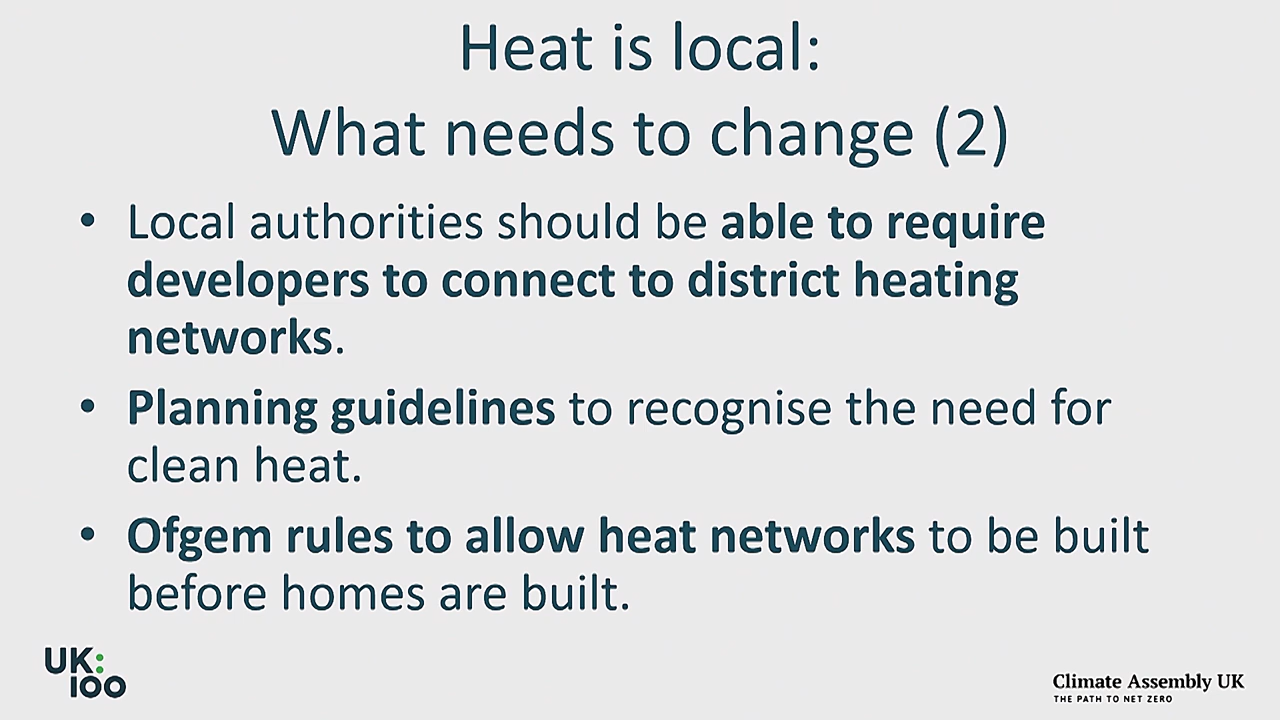 Heat is local:
What needs to change (2)
• Local authorities should be able to require
developers to connect to district heating
networks.
• Planning guidelines to recognise the need for
clean heat.
• Ofgem rules to allow heat networks to be built
before homes are built.
UK:
100
Climate Assembly UK
THE PATH TO NET ZERO